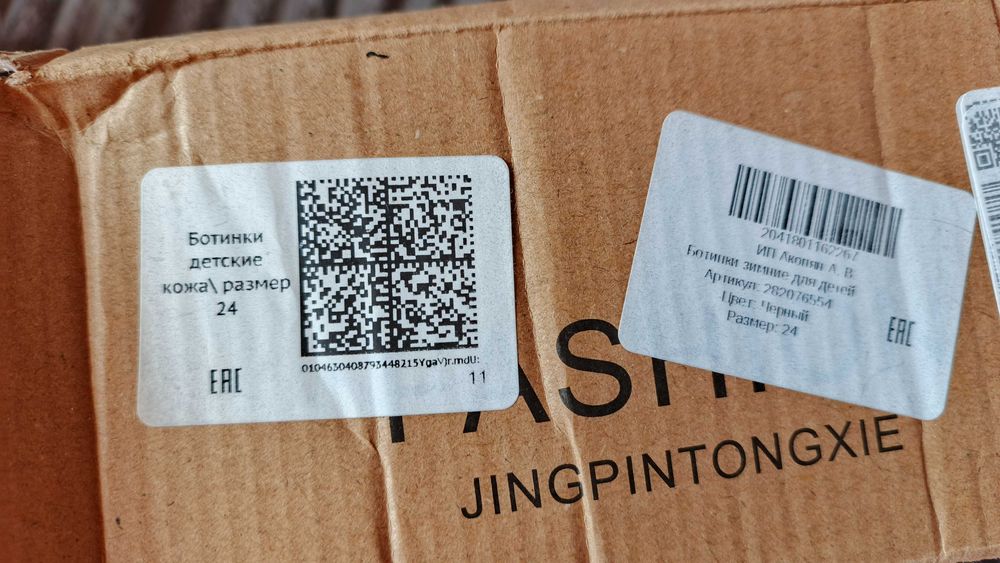 Ботинки
детские
кожа\ размер
24
EAC
0104630408793448215YgaV)r.mdU:
11
2041801162267
ИП Акопян А. В.
Ботинки зимние для детей
Артикул: 282076554
Цвет: Черный
Размер: 24
EAC
JINGPINTONGXIE